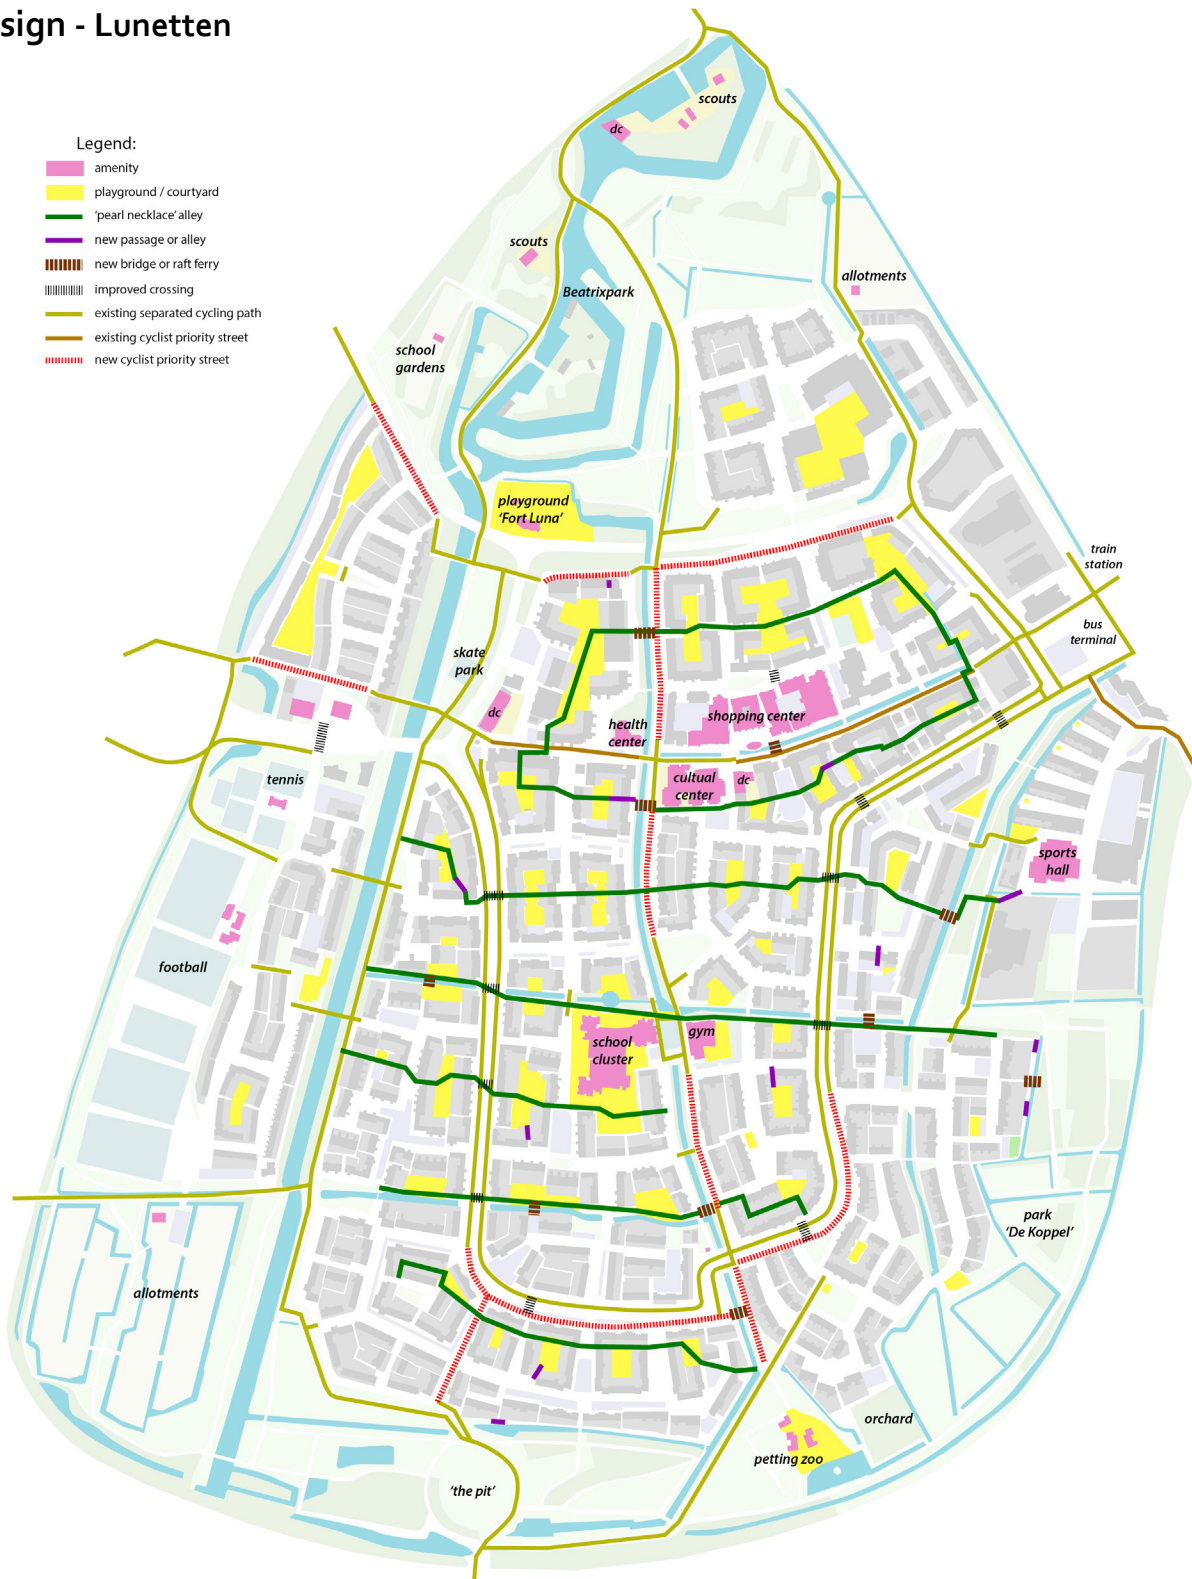 sign - Lunetten
Legend:
amenity
playground / courtyard
'pearl necklace' alley
new passage or alley
new bridge or raft ferry
improved crossing
existing separated cycling path
existing cyclist priority street
new cyclist priority street
scouts
dc
scouts
Beatrixpark
allotments
school
gardens
playground
'Fort Luna'
train
station
bus
terminal
skate
park
dc
health
center
shopping center
tennis
cultual
center
dc
sports
hall
football
school
cluster
gym
park
'De Koppel'
allotments
orchard
petting zoo
'the pit'